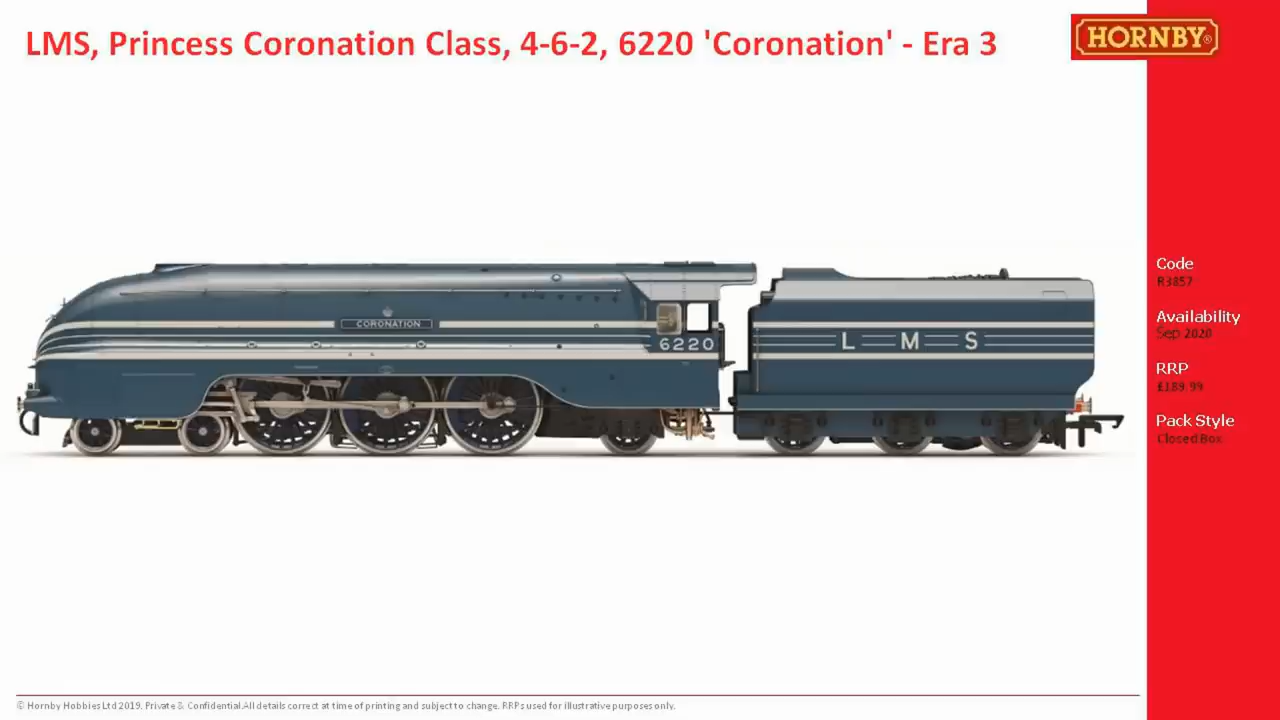 LMS, Princess Coronation Class, 4-6-2, 6220 'Coronation' - Era 3
HORNBY®
CORONATION
6220
L M S
Code
R3857
Availability
Sep 2020
RRP
£189.99
Pack Style
Closed Box
© Hornby Hobbies Ltd 2019. Private & Confidential.All details correct at time of printing and subject to change. RRPs used for illustrative purposes only.